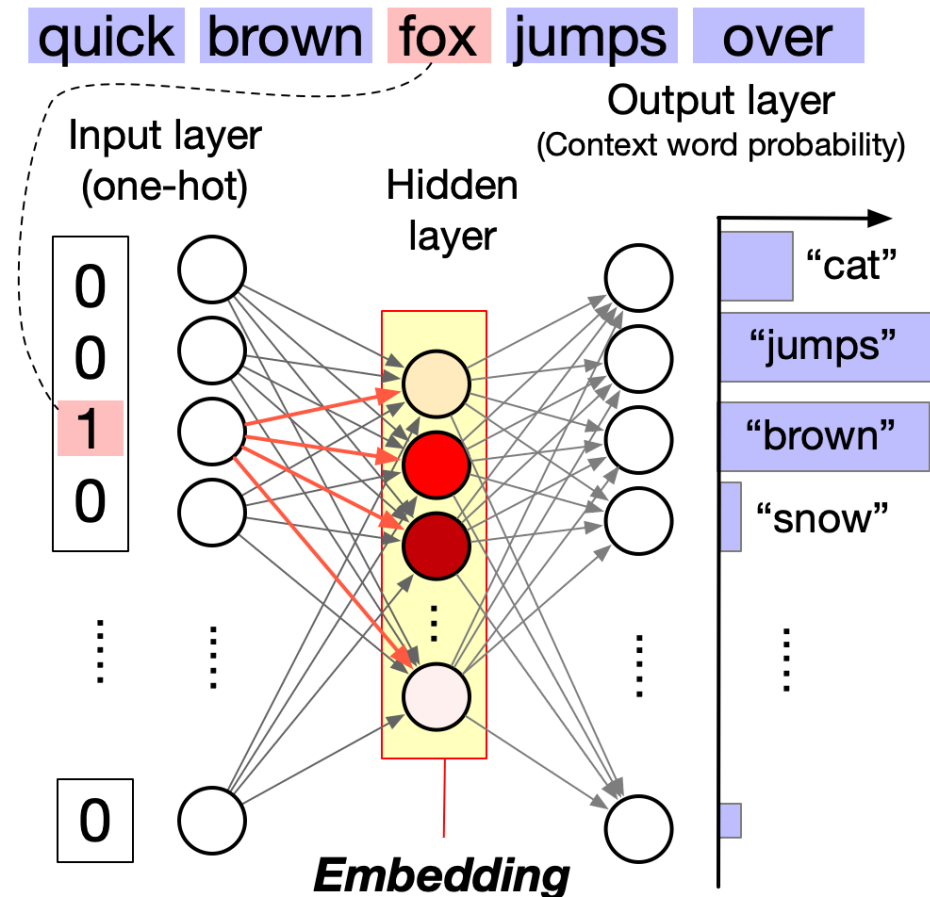 quick brown fox jumps over
Input layer
(one-hot)
Hidden
layer
Output layer
(Context word probability)
0
0
1
0
0
“cat”
“jumps”
“brown”
“snow”
Embedding